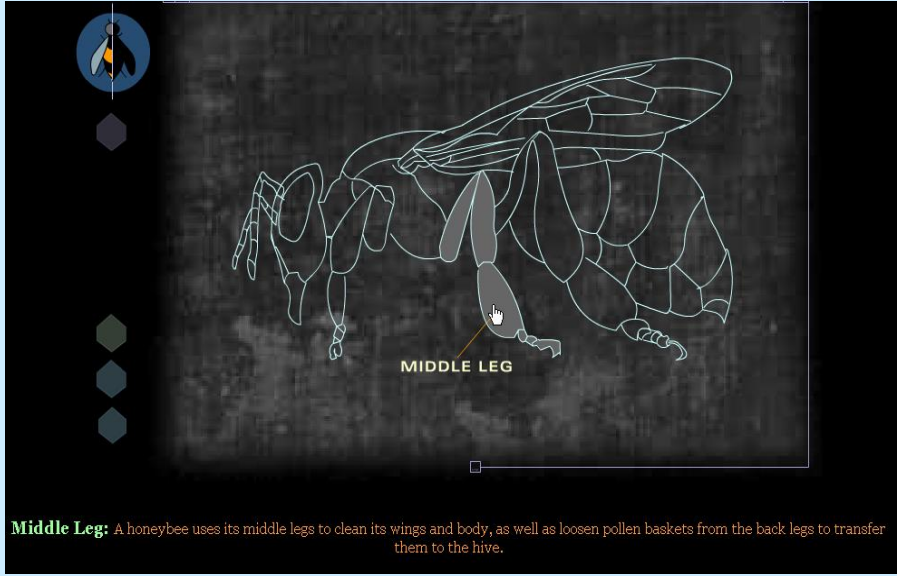 MIDDLE LEG
Middle Leg: A honeybee uses its middle legs to clean its wings and body, as well as loosen pollen baskets from the back legs to transfer
them to the hive.